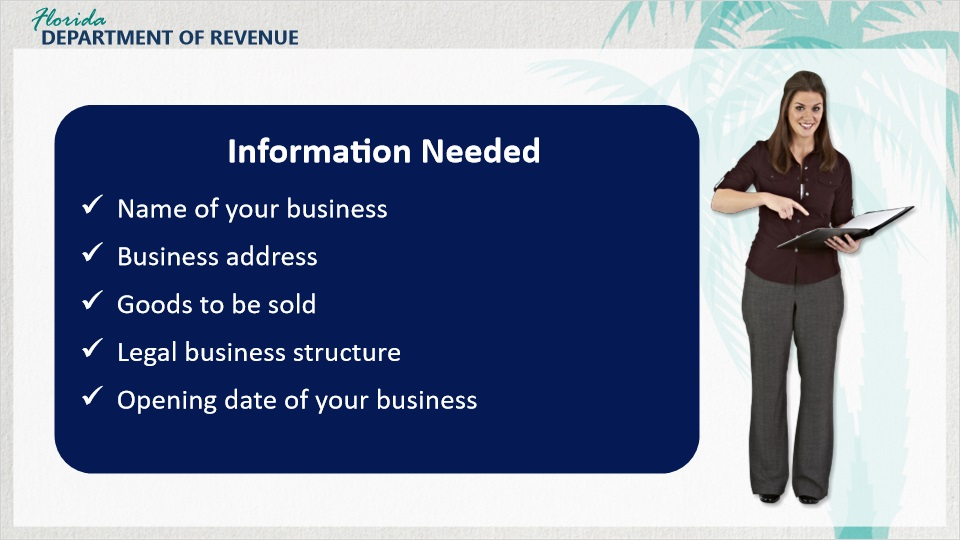 Florida
DEPARTMENT OF REVENUE
Information Needed
✓ Name of your business
✓ Business address
✓ Goods to be sold
✓ Legal business structure
✓ Opening date of your business